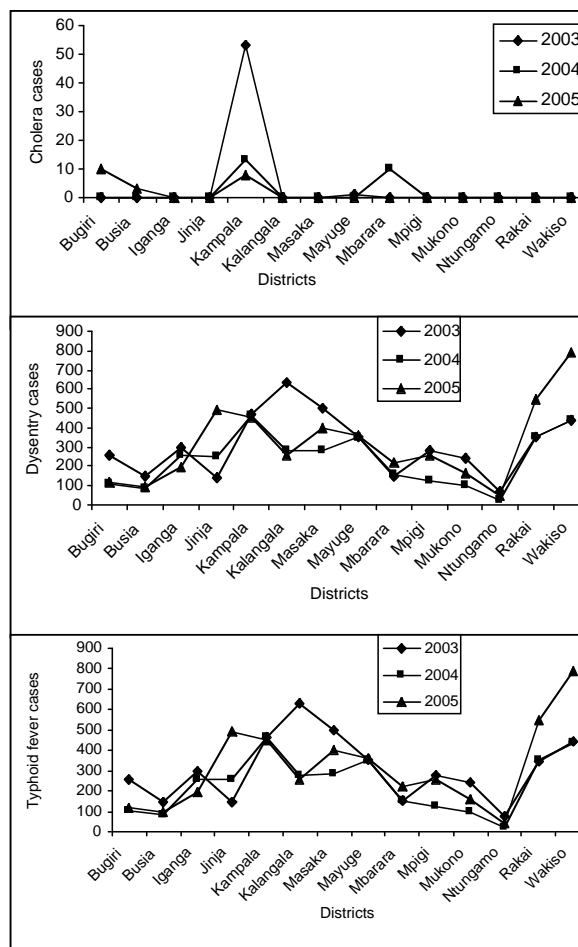 Cholera cases
60
50
40
30
20
10
0
2003
2004
2005
Bugiri
Busia
Iganga
Jinja
Kampala
Kalangala
Masaka
Mayuge
Mbarara
Mpigi
Mukono
Ntungamo
Rakai
Wakiso
Districts
Dysentry cases
900
800
700
600
500
400
300
200
100
0
2003
2004
2005
Bugiri
Busia
Iganga
Jinja
Kampala
Kalangala
Masaka
Mayuge
Mbarara
Mpigi
Mukono
Ntungamo
Rakai
Wakiso
Districts
Typhoid fever cases
900
800
700
600
500
400
300
200
100
0
2003
2004
2005
Bugiri
Busia
Iganga
Jinja
Kampala
Kalangala
Masaka
Mayuge
Mbarara
Mpigi
Mukono
Ntungamo
Rakai
Wakiso
Districts